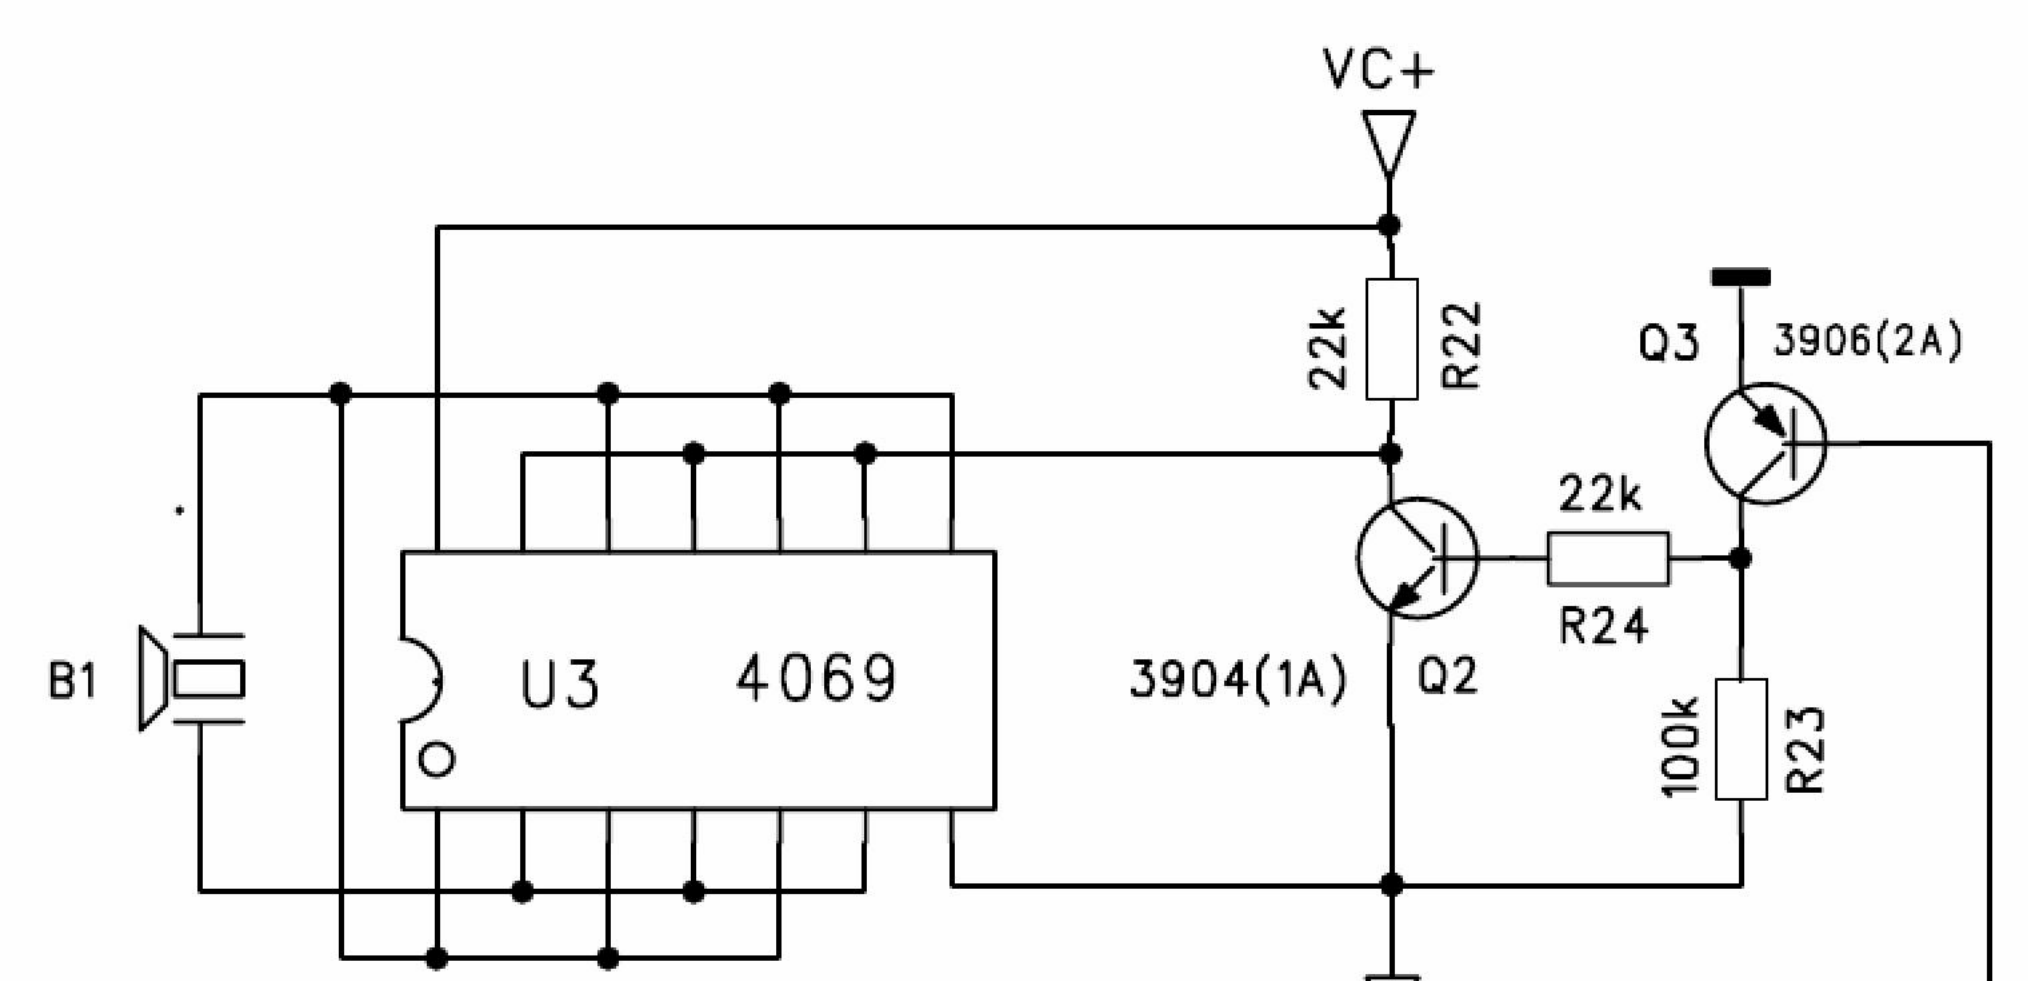 VC+
22k
R22
Q3
3906(2A)
22k
R24
B1
U3
4069
3904(1A)
Q2
100k
R23